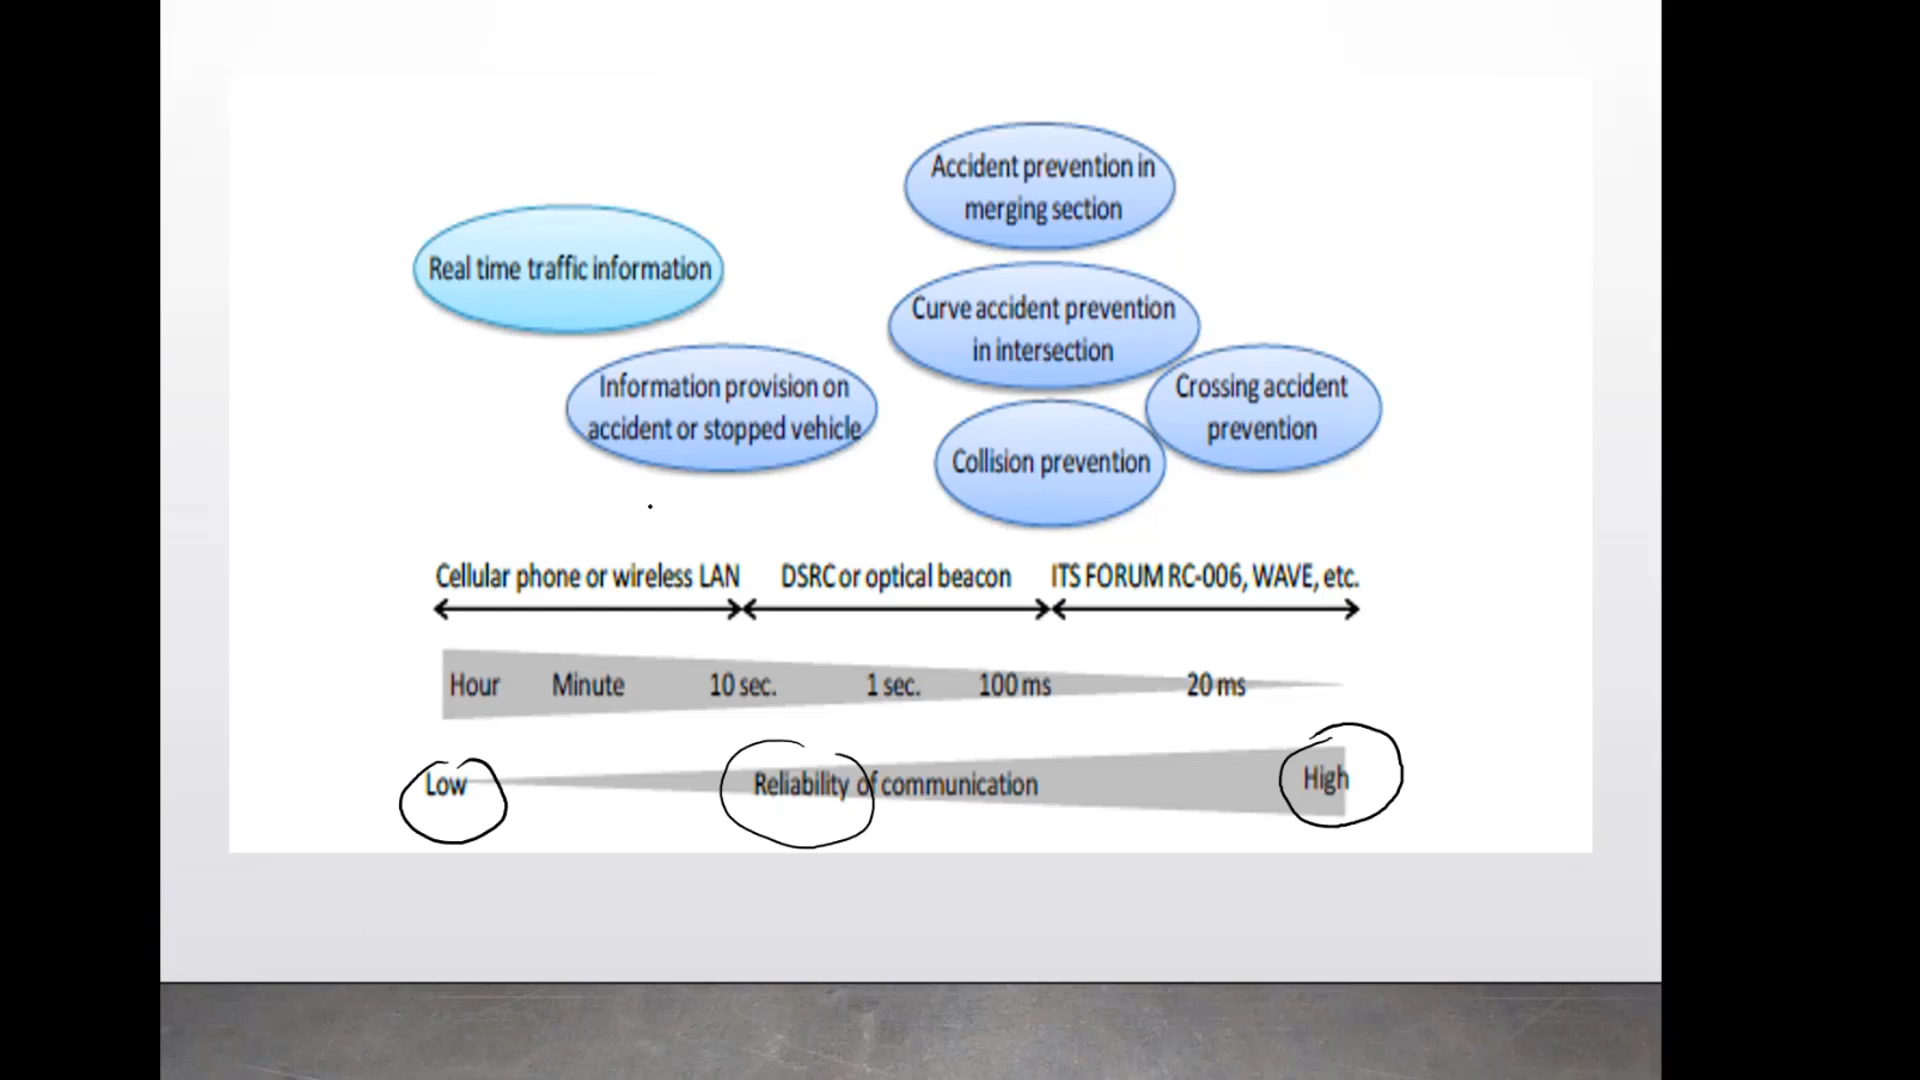 Accident prevention in
merging section
Real time traffic information
Curve accident prevention
in intersection
Information provision on
accident or stopped vehicle
Crossing accident
prevention
Collision prevention
Cellular phone or wireless LAN
DSRC or optical beacon
ITS FORUM RC-006, WAVE, etc.
Hour Minute 10 sec. 1 sec. 100 ms 20 ms
Low Reliability of communication High